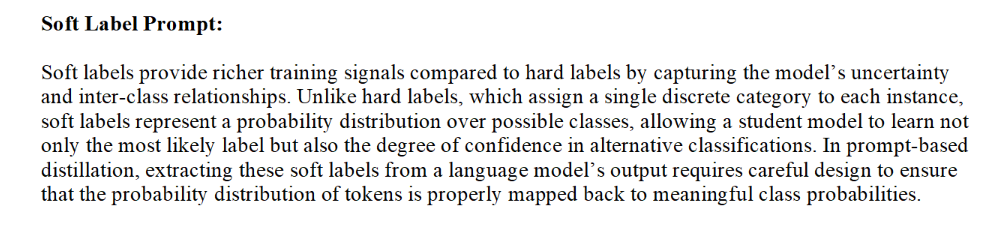 Soft Label Prompt:
Soft labels provide richer training signals compared to hard labels by capturing the model's uncertainty
and inter-class relationships. Unlike hard labels, which assign a single discrete category to each instance,
soft labels represent a probability distribution over possible classes, allowing a student model to learn not
only the most likely label but also the degree of confidence in alternative classifications. In prompt-based
distillation, extracting these soft labels from a language model's output requires careful design to ensure
that the probability distribution of tokens is properly mapped back to meaningful class probabilities.